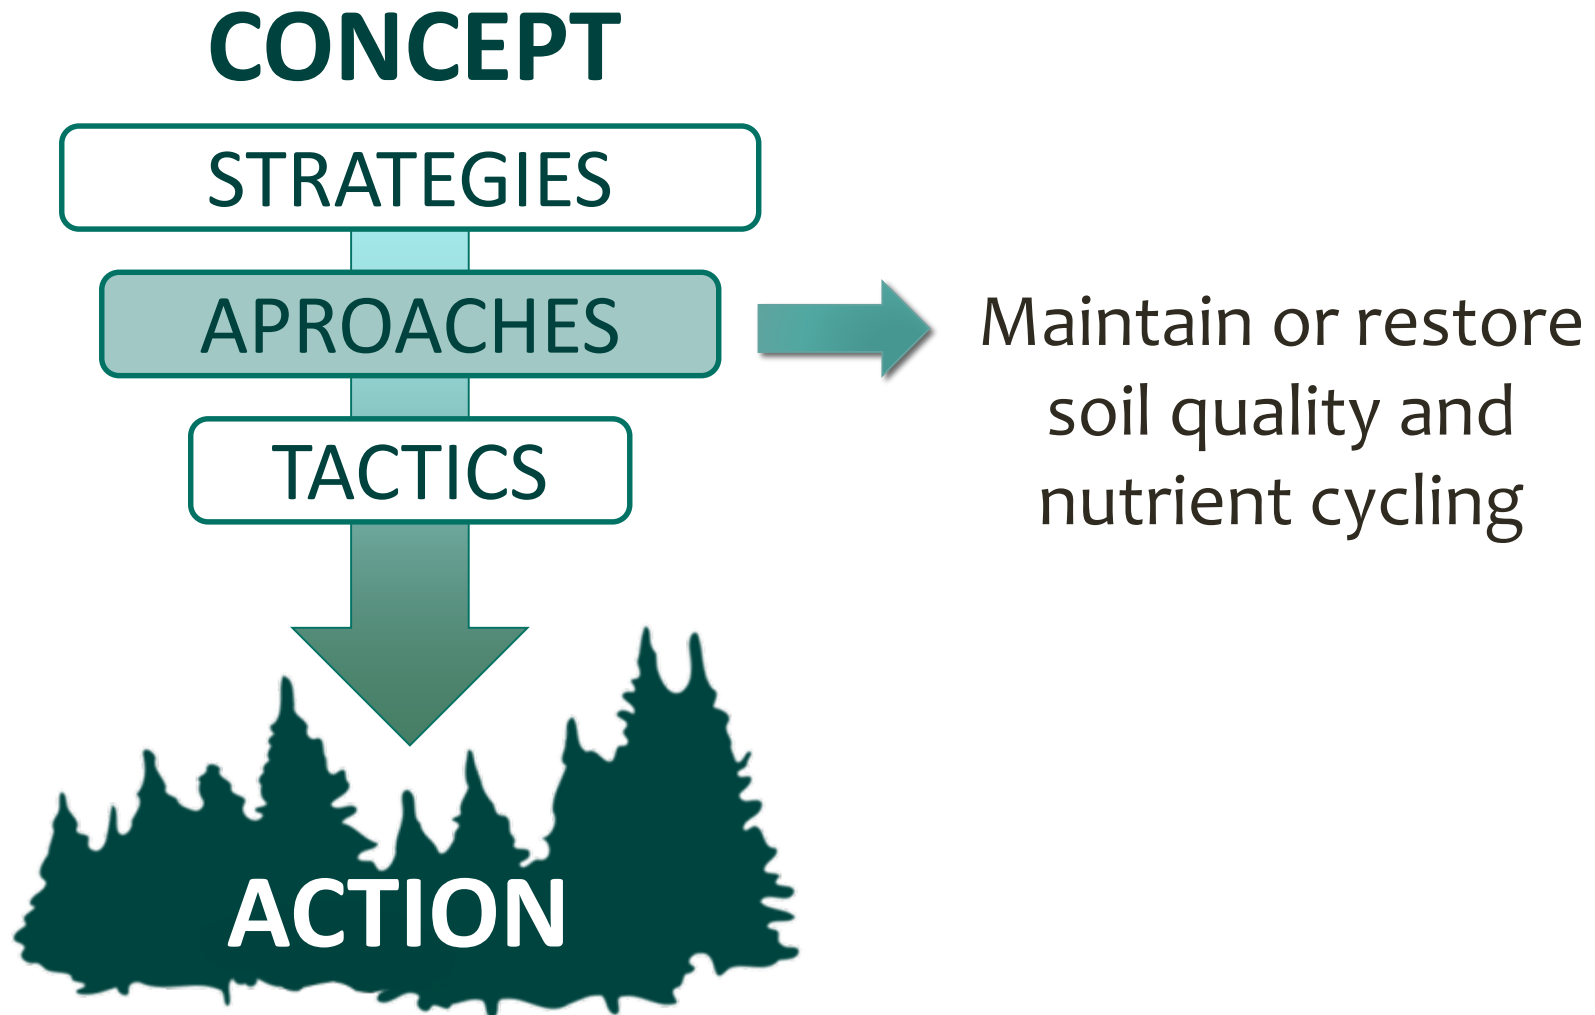 CONCEPT
STRATEGIES
APROACHES
TACTICS
ACTION
Maintain or restore
soil quality and
nutrient cycling